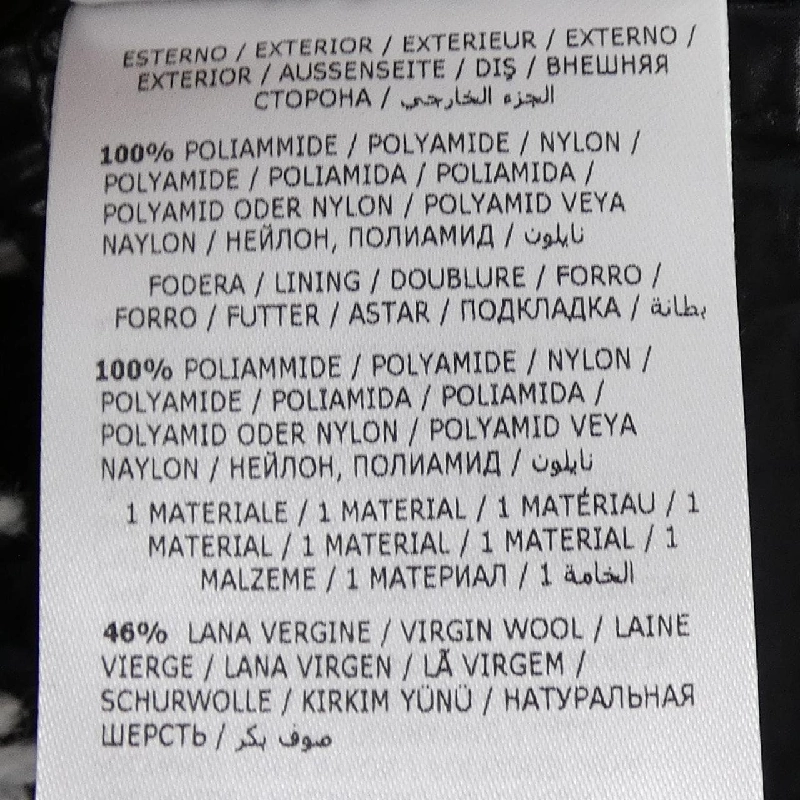 ESTERNO / EXTERIOR / EXTERIEUR / EXTERNO /
EXTERIOR / AUSSENSEITE / DIŞ / ВНЕШНЯЯ
СТОРОНА / الجزء الخارجي
100% POLIAMMIDE / POLYAMIDE / NYLON /
POLYAMIDE / POLIAMIDA / POLIAMIDA /
POLYAMID ODER NYLON / POLYAMID VEYA
NAYLON / НЕЙЛОН, ПОЛИАМИД / نايلون
FODERA / LINING / DOUBLURE / FORRO /
FORRO / FUTTER / ASTAR / ПОДКЛАДКА / بطانة
100% POLIAMMIDE / POLYAMIDE / NYLON /
POLYAMIDE / POLIAMIDA / POLIAMIDA /
POLYAMID ODER NYLON / POLYAMID VEYA
NAYLON / НЕЙЛОН, ПОЛИАМИД / نايلون
1 MATERIALE / 1 MATERIAL / 1 MATÉRIAU / 1
MATERIAL / 1 MATERIAL / 1 MATERIAL / 1
MALZEME / 1 МАТЕРИАЛ / 1 الخامة
46% LANA VERGINE / VIRGIN WOOL / LAINE
VIERGE / LANA VIRGEN / LÃ VIRGEM /
SCHURWOLLE / KIRKIM YÜNÜ / НАТУРАЛЬНАЯ
ШЕРСТЬ / صوف بكر